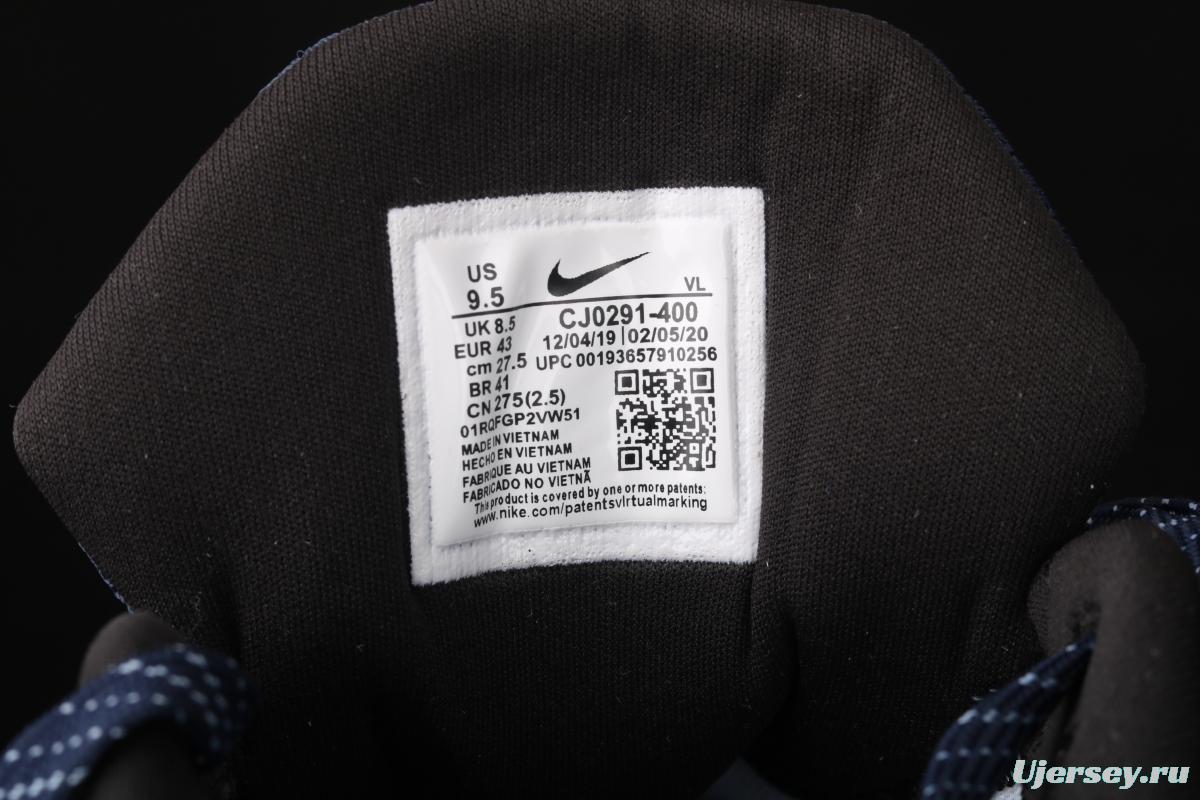 US
9.5
VL
UK 8.5
CJ0291-400
EUR 43
12/04/19 | 02/05/20
cm 27.5
UPC 00193657910256
BR 41
CN 275(2.5)
01RQFGP2VW51
MADE IN VIETNAM
HECHO EN VIETNAM
FABRIQUE AU VIETNAM
FABRICADO NO VIETNÃ
This product is covered by one or more patents:
www.nike.com/patentsvirtualmarking
Ujersey.ru